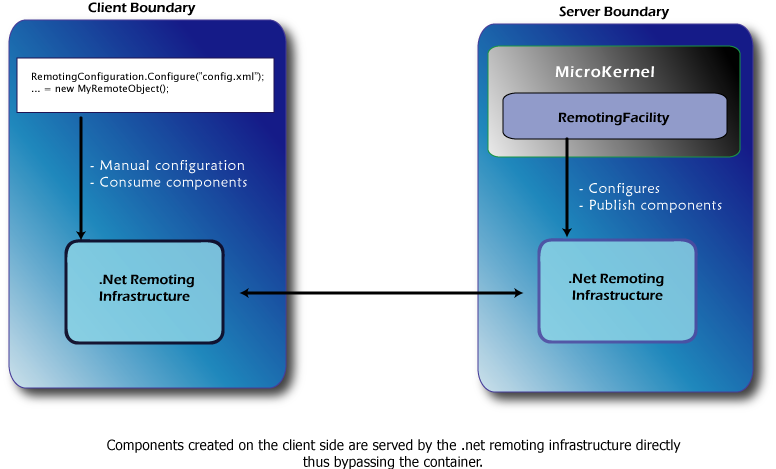 Client Boundary
RemotingConfiguration.Configure("config.xml");
... = new MyRemoteObject();
- Manual configuration
- Consume components
.Net Remoting
Infrastructure
Server Boundary
MicroKernel
RemotingFacility
- Configures
- Publish components
.Net Remoting
Infrastructure
Components created on the client side are served by the .net remoting infrastructure directly
thus bypassing the container.